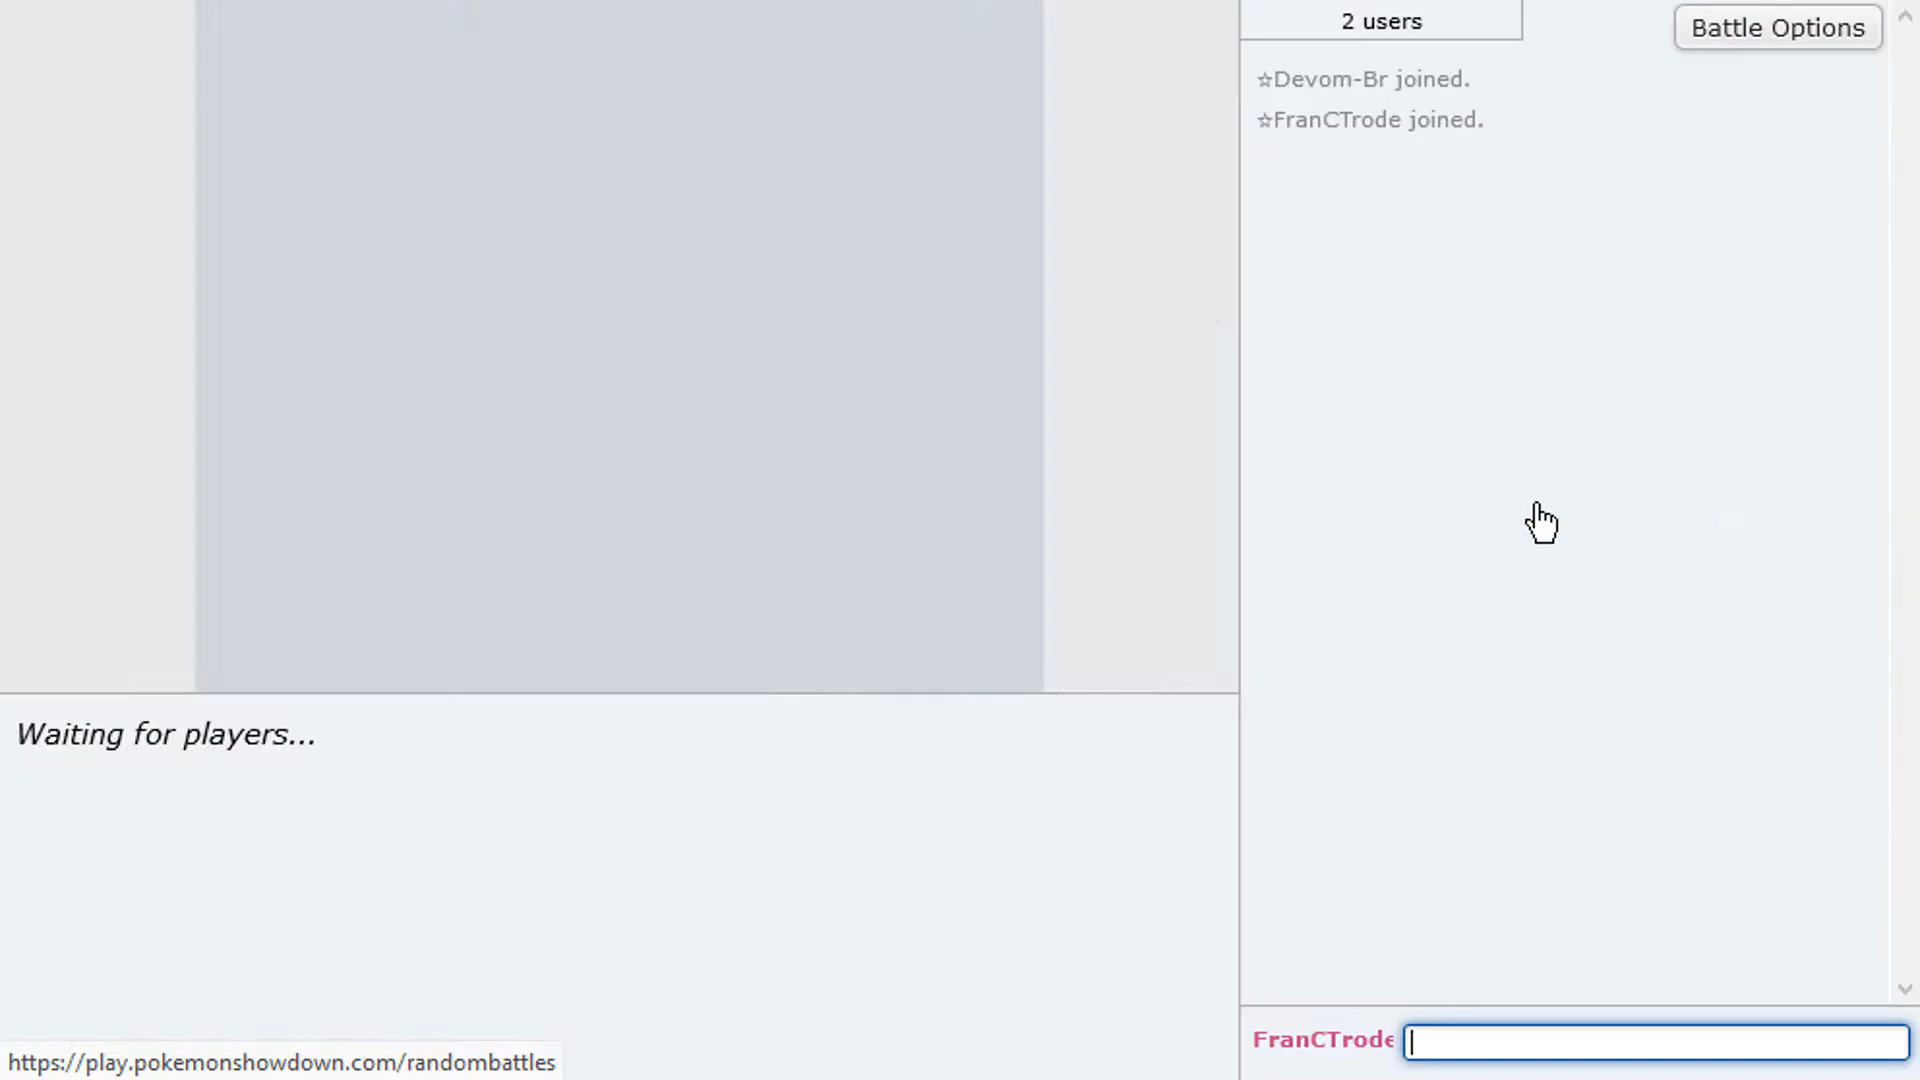 2 users
Battle Options
☆Devom-Br joined.
☆FranCTrode joined.
Waiting for players...
https://play.pokemonshowdown.com/randombattles
FranCTrode